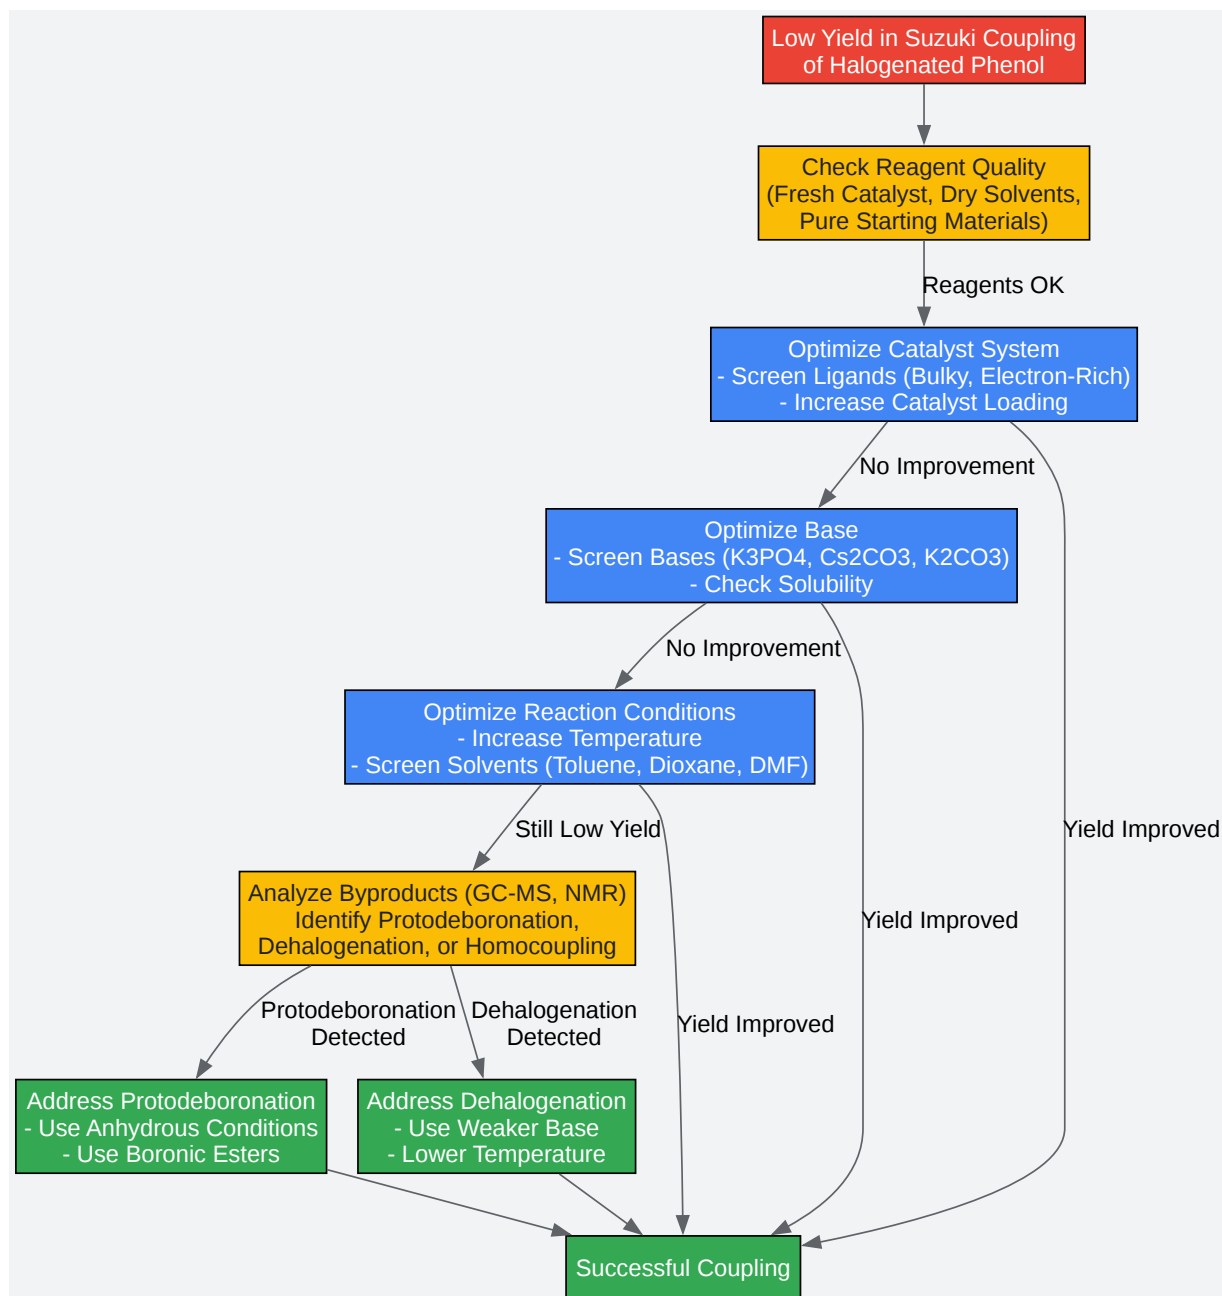 Low Yield in Suzuki Coupling
of Halogenated Phenol
Check Reagent Quality
(Fresh Catalyst, Dry Solvents,
Pure Starting Materials)
Reagents OK
Optimize Catalyst System
- Screen Ligands (Bulky, Electron-Rich)
- Increase Catalyst Loading
No Improvement
Optimize Base
- Screen Bases (K3PO4, Cs2CO3, K2CO3)
- Check Solubility
No Improvement
Optimize Reaction Conditions
- Increase Temperature
- Screen Solvents (Toluene, Dioxane, DMF)
Still Low Yield
Yield Improved
Analyze Byproducts (GC-MS, NMR)
Identify Protodeboronation,
Dehalogenation, or Homocoupling
Yield Improved
Protodeboronation
Detected
Dehalogenation
Detected
Yield Improved
Address Protodeboronation
- Use Anhydrous Conditions
- Use Boronic Esters
Address Dehalogenation
- Use Weaker Base
- Lower Temperature
Successful Coupling